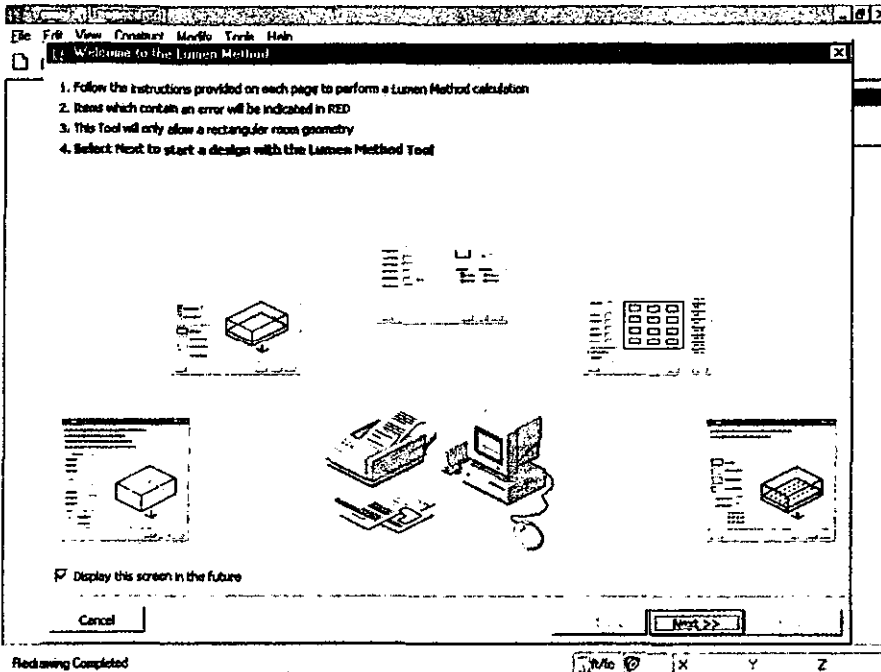 File Edit View Construct Modify Tools Help
Welcome to the Lumen Method
1. Follow the instructions provided on each page to perform a Lumen Method calculation
2. Items which contain an error will be indicated in RED
3. This Tool will only allow a rectangular room geometry
4. Select Next to start a design with the Lumen Method Tool
Display this screen in the future
Cancel
Next >>
Redrawing Completed
X Y Z